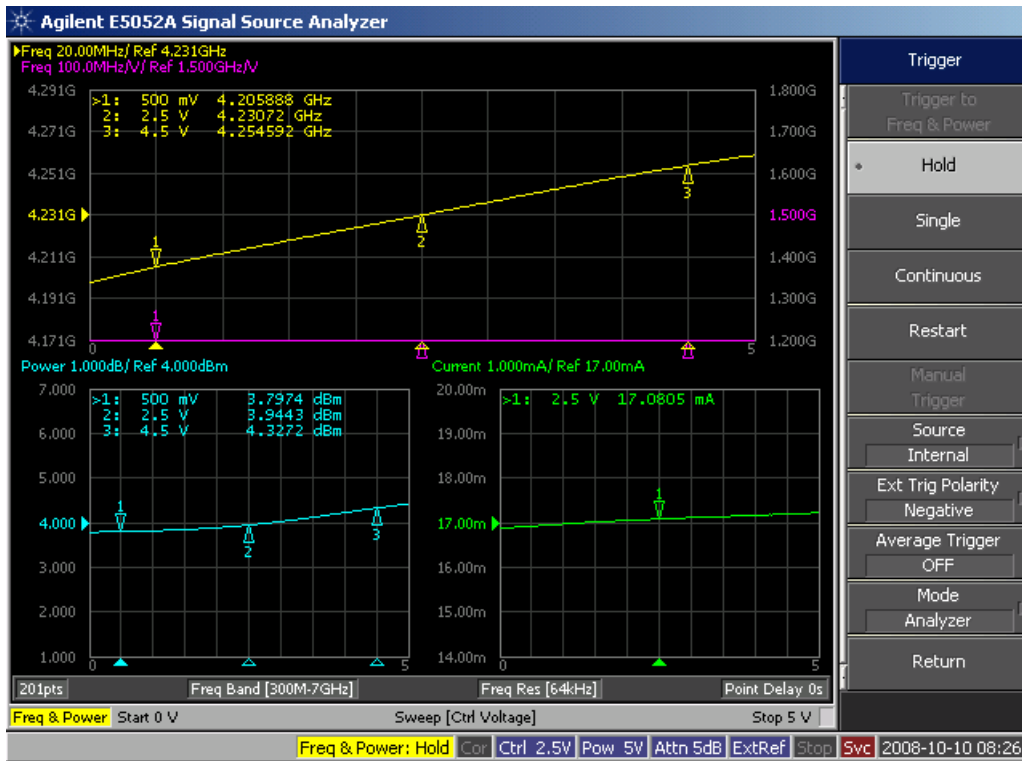 Agilent E5052A Signal Source Analyzer
Freq 20.00MHz/ Ref 4.231GHz
Freq 100.0MHz/V/ Ref 1.500GHz/V
4.291G
4.271G
4.251G
4.231G
4.211G
4.191G
4.171G
>1: 500 mV 4.205888 GHz
2: 2.5 V 4.23072 GHz
3: 4.5 V 4.254592 GHz
1
2
3
1
1.800G
1.700G
1.600G
1.500G
1.400G
1.300G
1.200G
0 5
Power 1.000dB/ Ref 4.000dBm
7.000
6.000
5.000
4.000
3.000
2.000
1.000
>1: 500 mV 3.7974 dBm
2: 2.5 V 3.9443 dBm
3: 4.5 V 4.3272 dBm
1
2
3
0 5
Current 1.000mA/ Ref 17.00mA
20.00m
19.00m
18.00m
17.00m
16.00m
15.00m
14.00m
>1: 2.5 V 17.0805 mA
1
0 5
201pts Freq Band [300M-7GHz] Freq Res [64kHz] Point Delay 0s
Freq & Power Start 0 V Sweep [Ctrl Voltage] Stop 5 V
Trigger
Trigger to
Freq & Power
Hold
Single
Continuous
Restart
Manual
Trigger
Source
Internal
Ext Trig Polarity
Negative
Average Trigger
OFF
Mode
Analyzer
Return
Freq & Power: Hold Cor Ctrl 2.5V Pow 5V Attn 5dB ExtRef Stop Svc 2008-10-10 08:26